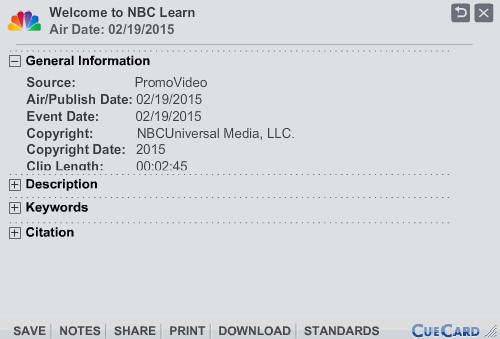 Welcome to NBC Learn
Air Date: 02/19/2015
General Information
Source: PromoVideo
Air/Publish Date: 02/19/2015
Event Date: 02/19/2015
Copyright: NBCUniversal Media, LLC.
Copyright Date: 2015
Clip Length: 00:02:45
Description
Keywords
Citation
SAVE NOTES SHARE PRINT DOWNLOAD STANDARDS CUECARD